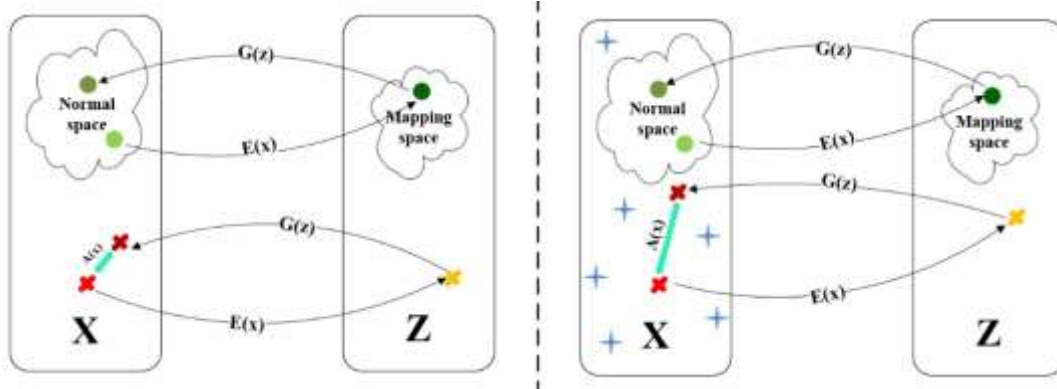 G(z)
Normal
space
Mapping
space
E(x)
G(z)
A(x)
E(x)
X
Z
G(z)
Normal
space
Mapping
space
E(x)
G(z)
A(x)
E(x)
X
Z